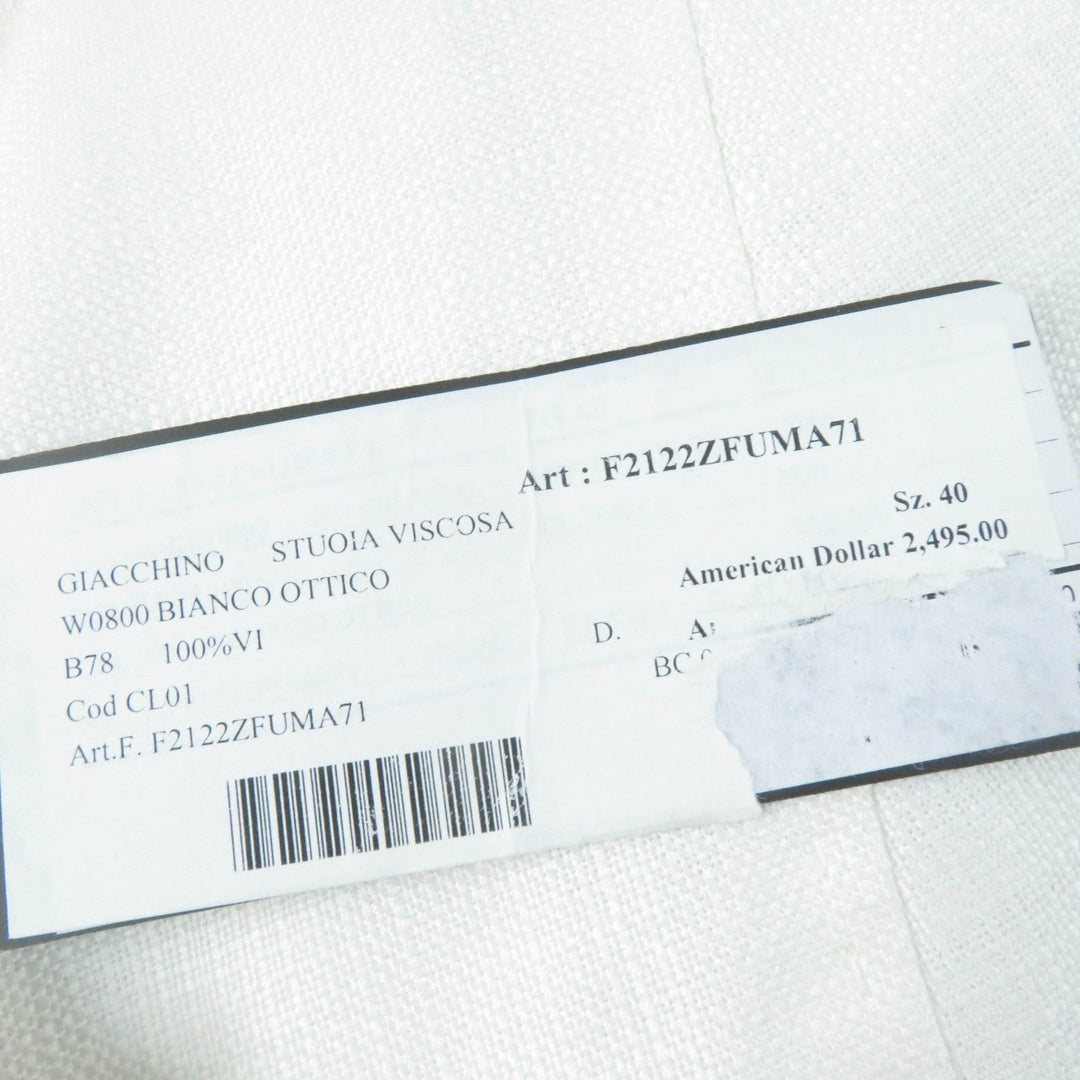 Art : F2122ZFUMA71
Sz. 40
American Dollar 2,495.00
GIACCHINO STUOIA VISCOSA
W0800 BIANCO OTTICO
B78 100%VI
Cod CL01
Art.F. F2122ZFUMA71
D.